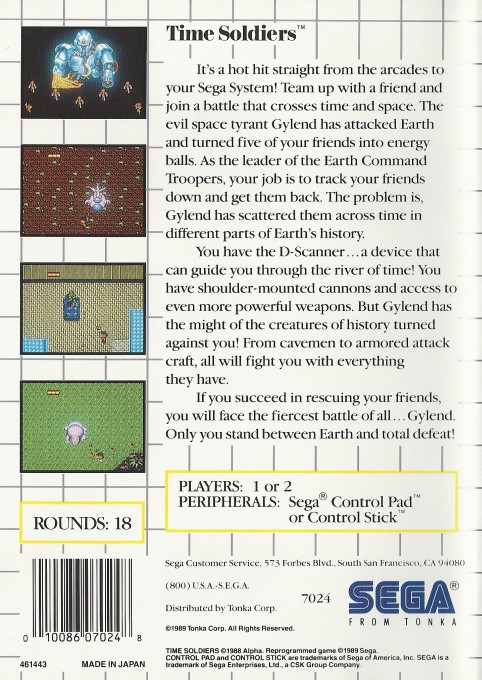 Time Soldiers™
It's a hot hit straight from the arcades to
your Sega System! Team up with a friend and
join a battle that crosses time and space. The
evil space tyrant Gylend has attacked Earth
and turned five of your friends into energy
balls. As the leader of the Earth Command
Troopers, your job is to track your friends
down and get them back. The problem is,
Gylend has scattered them across time in
different parts of Earth's history.
You have the D-Scanner...a device that
can guide you through the river of time! You
have shoulder-mounted cannons and access to
even more powerful weapons. But Gylend has
the might of the creatures of history turned
against you! From cavemen to armored attack
craft, all will fight you with everything
they have.
If you succeed in rescuing your friends,
you will face the fiercest battle of all...Gylend.
Only you stand between Earth and total defeat!
PLAYERS: 1 or 2
PERIPHERALS: Sega® Control Pad™
or Control Stick™
ROUNDS: 18
Sega Customer Service, 573 Forbes Blvd., South San Francisco, CA 94080
(800) U.S.A.-S.E.G.A.
7024
Distributed by Tonka Corp.
©1989 Tonka Corp. All Rights Reserved.
SEGA®
FROM TONKA
0 10086 07024 8
461443 MADE IN JAPAN
TIME SOLDIERS ©1988 Alpha. Reprogrammed game ©1989 Sega.
CONTROL PAD and CONTROL STICK are trademarks of Sega of America, Inc. SEGA is a
trademark of Sega Enterprises, Ltd., a CSK Group Company.